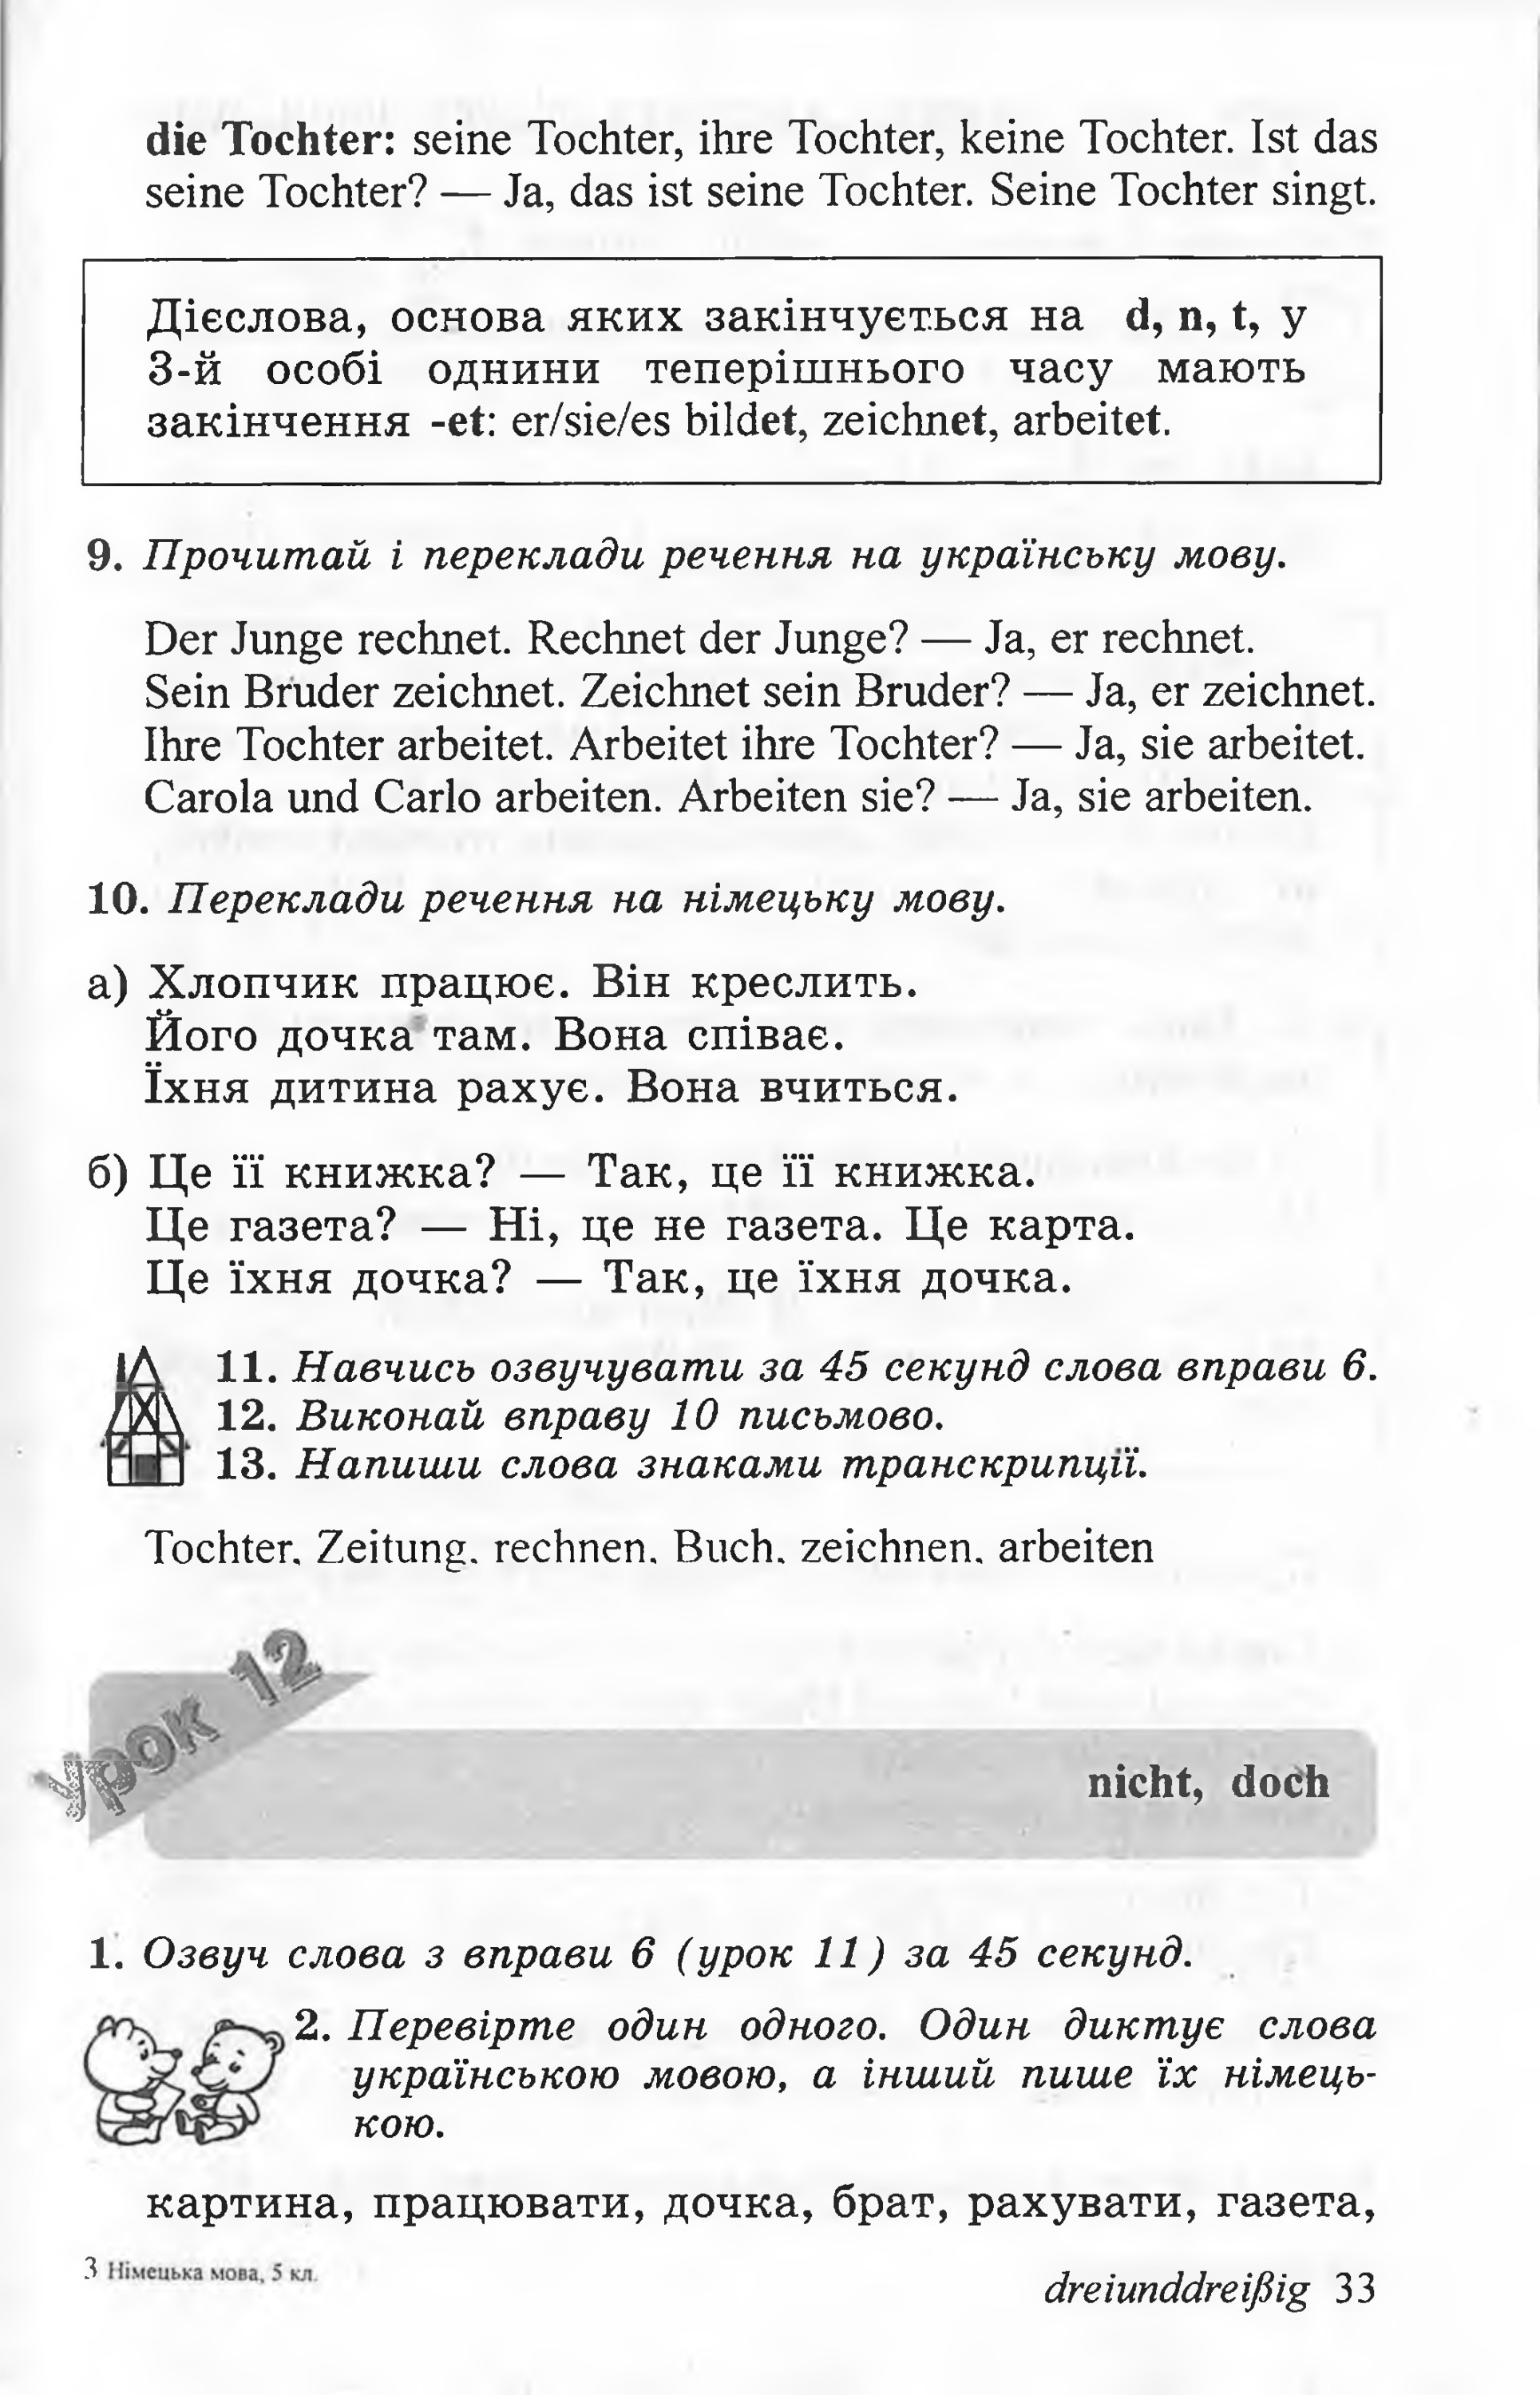 die Tochter: seine Tochter, ihre Tochter, keine Tochter. Ist das
seine Tochter? — Ja, das ist seine Tochter. Seine Tochter singt.
Дієслова, основа яких закінчується на d, n, t, у
3-й особі однини теперішнього часу мають
закінчення -et: er/sie/es bildet, zeichnet, arbeitet.
9. Прочитай і переклади речення на українську мову.
Der Junge rechnet. Rechnet der Junge? — Ja, er rechnet.
Sein Bruder zeichnet. Zeichnet sein Bruder? — Ja, er zeichnet.
Ihre Tochter arbeitet. Arbeitet ihre Tochter? — Ja, sie arbeitet.
Carola und Carlo arbeiten. Arbeiten sie? — Ja, sie arbeiten.
10. Переклади речення на німецьку мову.
а) Хлопчик працює. Він креслить.
Його дочка там. Вона співає.
Їхня дитина рахує. Вона вчиться.
б) Це її книжка? — Так, це її книжка.
Це газета? — Ні, це не газета. Це карта.
Це їхня дочка? — Так, це їхня дочка.
11. Навчись озвучувати за 45 секунд слова вправи 6.
12. Виконай вправу 10 письмово.
13. Напиши слова знаками транскрипції.
Tochter, Zeitung, rechnen, Buch, zeichnen, arbeiten
Урок 12
nicht, doch
1. Озвуч слова з вправи 6 (урок 11) за 45 секунд.
2. Перевірте один одного. Один диктує слова
українською мовою, а інший пише їх німець-
кою.
картина, працювати, дочка, брат, рахувати, газета,
3 Німецька мова, 5 кл.
dreiunddreißig 33